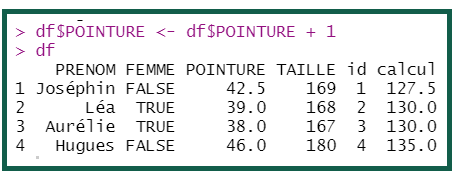 > df$POINTURE <- df$POINTURE + 1
> df
PRENOM FEMME POINTURE TAILLE id calcul
1 Joséphin FALSE 42.5 169 1 127.5
2 Léa TRUE 39.0 168 2 130.0
3 Aurélie TRUE 38.0 167 3 130.0
4 Hugues FALSE 46.0 180 4 135.0